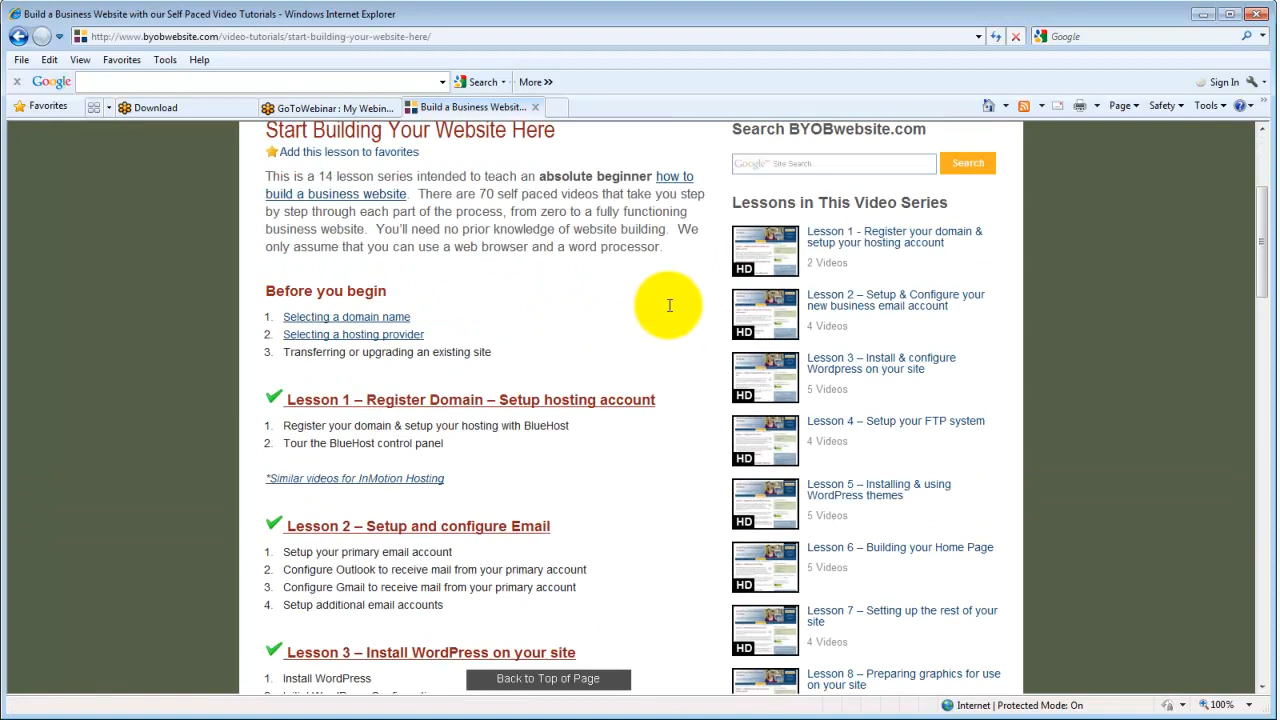 Build a Business Website with our Self Paced Video Tutorials - Windows Internet Explorer
http://www.byobwebsite.com/video-tutorials/start-building-your-website-here/
Google
File Edit View Favorites Tools Help
x Google Search More »
Sign In
Favorites
Download
GoToWebinar : My Webin...
Build a Business Websit...
Page Safety Tools
Start Building Your Website Here
Add this lesson to favorites
This is a 17 lesson series intended to teach an absolute beginner how to
build a business website. There are 70 self paced videos that take you step
by step through each part of the process, from zero to a fully functioning
business website. You'll need no prior knowledge of website building. We
only assume that you can use a web browser and a word processor.
Before you begin
1. Selecting a domain name
2. Selecting a hosting provider
3. Transferring or upgrading an existing site
Lesson 1 – Register Domain – Setup hosting account
1. Register your domain & setup your hosting with BlueHost
2. Tour the BlueHost control panel
*Similar videos for InMotion Hosting
Lesson 2 – Setup and configure Email
1. Setup your primary email account
2. Configure Outlook to receive mail from your primary account
3. Configure Gmail to receive mail from your primary account
4. Setup additional email accounts
Lesson 3 – Install WordPress on your site
1. Install WordPress
Back to Top of Page
Search BYOBwebsite.com
Google™ Site Search
Search
Lessons in This Video Series
HD
Lesson 1 - Register your domain &
setup your hosting account
2 Videos
HD
Lesson 2 – Setup & Configure your
new business email account
4 Videos
HD
Lesson 3 – Install & configure
Wordpress on your site
5 Videos
HD
Lesson 4 – Setup your FTP system
4 Videos
HD
Lesson 5 – Installing & using
WordPress themes
5 Videos
HD
Lesson 6 – Building your Home Page
5 Videos
HD
Lesson 7 – Setting up the rest of your
site
4 Videos
HD
Lesson 8 – Preparing graphics for use
on your site
Internet | Protected Mode: On
100%